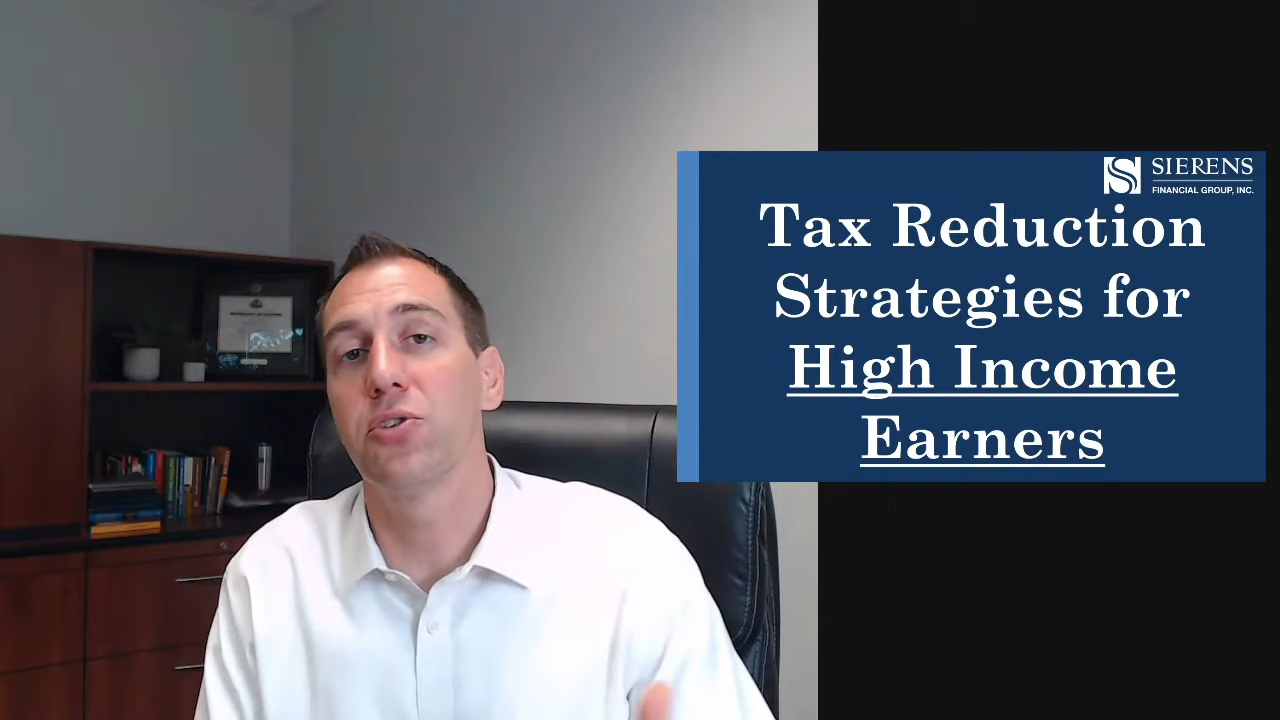 SIERENS
FINANCIAL GROUP, INC.
Tax Reduction
Strategies for
High Income
Earners